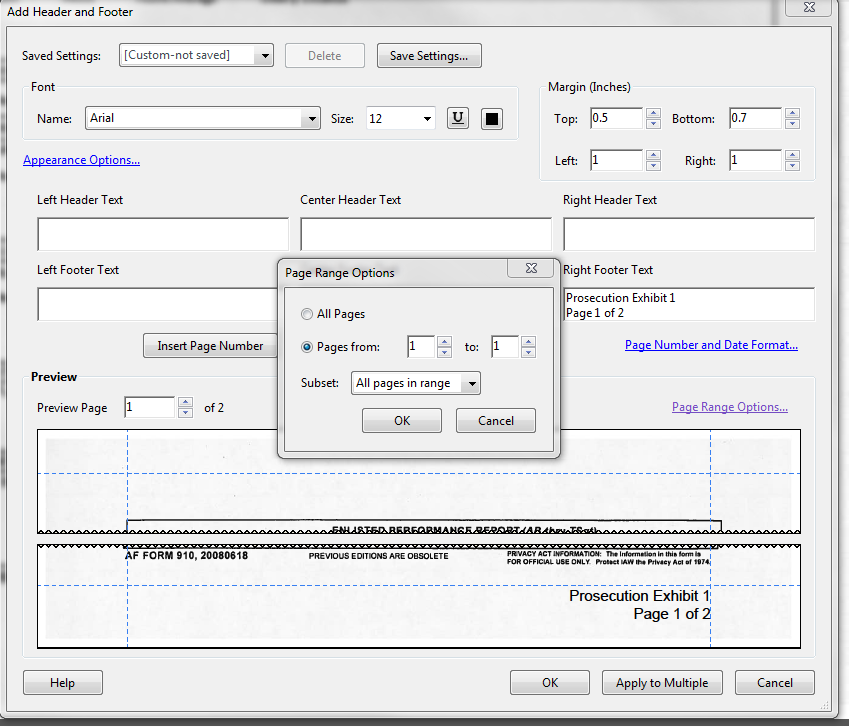 Add Header and Footer
Saved Settings: [Custom-not saved] Delete Save Settings...
Font
Name: Arial Size: 12 U
Margin (Inches)
Top: 0.5 Bottom: 0.7
Left: 1 Right: 1
Appearance Options...
Left Header Text Center Header Text Right Header Text
Left Footer Text Right Footer Text
Prosecution Exhibit 1
Page 1 of 2
Insert Page Number Page Number and Date Format...
Page Range Options
All Pages
Pages from: 1 to: 1
Subset: All pages in range
OK Cancel
Preview
Preview Page 1 of 2 Page Range Options...
ENLISTED PERFORMANCE REPORT (AB thru TSgt)
AF FORM 910, 20080618 PREVIOUS EDITIONS ARE OBSOLETE PRIVACY ACT INFORMATION: The information in this form is
FOR OFFICIAL USE ONLY. Protect IAW the Privacy Act of 1974.
Prosecution Exhibit 1
Page 1 of 2
Help OK Apply to Multiple Cancel